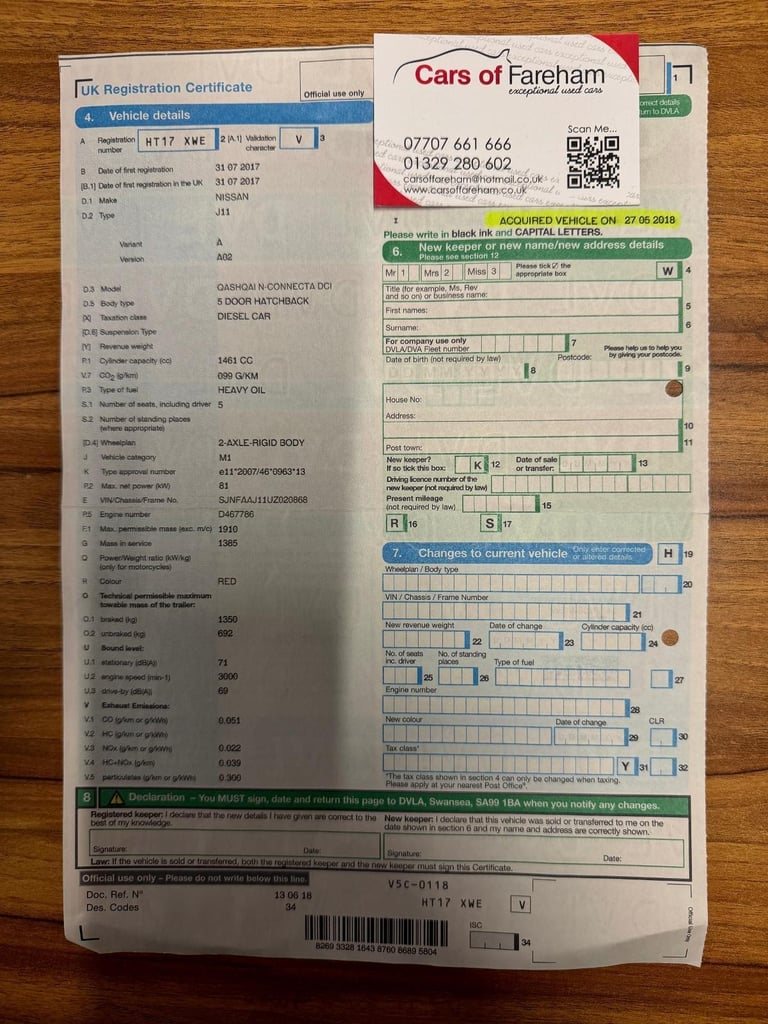 UK Registration Certificate
Official use only
1
Cars of Fareham
exceptional used cars
Scan Me...
07707 661 666
01329 280 602
carsoffareham@hotmail.co.uk
www.carsoffareham.co.uk
4. Vehicle details
A Registration number HT17 XWE 2 [A.1] Validation character V 3
B Date of first registration 31 07 2017
[B.1] Date of first registration in the UK 31 07 2017
D.1 Make NISSAN
D.2 Type J11
Variant A
Version A02
D.3 Model QASHQAI N-CONNECTA DCI
D.5 Body type 5 DOOR HATCHBACK
[X] Taxation class DIESEL CAR
[D.6] Suspension Type
[Y] Revenue weight
P.1 Cylinder capacity (cc) 1461 CC
V.7 CO2 (g/km) 099 G/KM
P.3 Type of fuel HEAVY OIL
S.1 Number of seats, including driver 5
S.2 Number of standing places (where appropriate)
[D.4] Wheelplan 2-AXLE-RIGID BODY
J Vehicle category M1
K Type approval number e11*2007/46*0963*13
P.2 Max. net power (kW) 81
E VIN/Chassis/Frame No. SJNFAAJ11UZ020868
P.5 Engine number D467786
F.1 Max. permissible mass (exc. m/c) 1910
G Mass in service 1385
Q Power/Weight ratio (kW/kg) (only for motorcycles)
R Colour RED
O Technical permissible maximum towable mass of the trailer:
O.1 braked (kg) 1350
O.2 unbraked (kg) 692
U Sound level:
U.1 stationary (dB(A)) 71
U.2 engine speed (min-1) 3000
U.3 drive-by (dB(A)) 69
V Exhaust Emissions:
V.1 CO (g/km or g/kWh) 0.051
V.2 HC (g/km or g/kWh)
V.3 NOx (g/km or g/kWh) 0.022
V.4 HC+NOx (g/km) 0.039
V.5 particulates (g/km or g/kWh) 0.300
ACQUIRED VEHICLE ON 27 05 2018
Please write in black ink and CAPITAL LETTERS.
6. New keeper or new name/new address details
Please see section 12
Mr 1 Mrs 2 Miss 3 Please tick ☑ the appropriate box W 4
Title (for example, Ms, Rev and so on) or business name:
5
First names:
6
Surname:
For company use only
DVLA/DVA Fleet number 7 Please help us to help you by giving your postcode.
Date of birth (not required by law) 8 Postcode: 9
House No:
Address:
10
11
Post town:
New keeper? If so tick this box: K 12 Date of sale or transfer: 13
Driving licence number of the new keeper (not required by law) 14
Present mileage (not required by law) 15
R 16 S 17
7. Changes to current vehicle Only enter corrected or altered details. H 19
Wheelplan / Body type
20
VIN / Chassis / Frame Number
21
New revenue weight 22 Date of change 23 Cylinder capacity (cc) 24
No. of seats inc. driver 25 No. of standing places 26 Type of fuel 27
Engine number
28
New colour Date of change 29 CLR 30
Tax class* Y 31 32
*The tax class shown in section 4 can only be changed when taxing.
Please apply at your nearest Post Office®.
8 Declaration – You MUST sign, date and return this page to DVLA, Swansea, SA99 1BA when you notify any changes.
Registered keeper: I declare that the new details I have given are correct to the best of my knowledge.
New keeper: I declare that this vehicle was sold or transferred to me on the date shown in section 6 and my name and address are correctly shown.
Signature: Date:
Signature: Date:
Law: If the vehicle is sold or transferred, both the registered keeper and the new keeper must sign this Certificate.
Official use only – Please do not write below this line.
V5C-0118
Doc. Ref. N° 13 06 18
HT17 XWE V
Des. Codes 34
ISC
34
8269 3328 1643 8760 8689 5804
Official Use Only